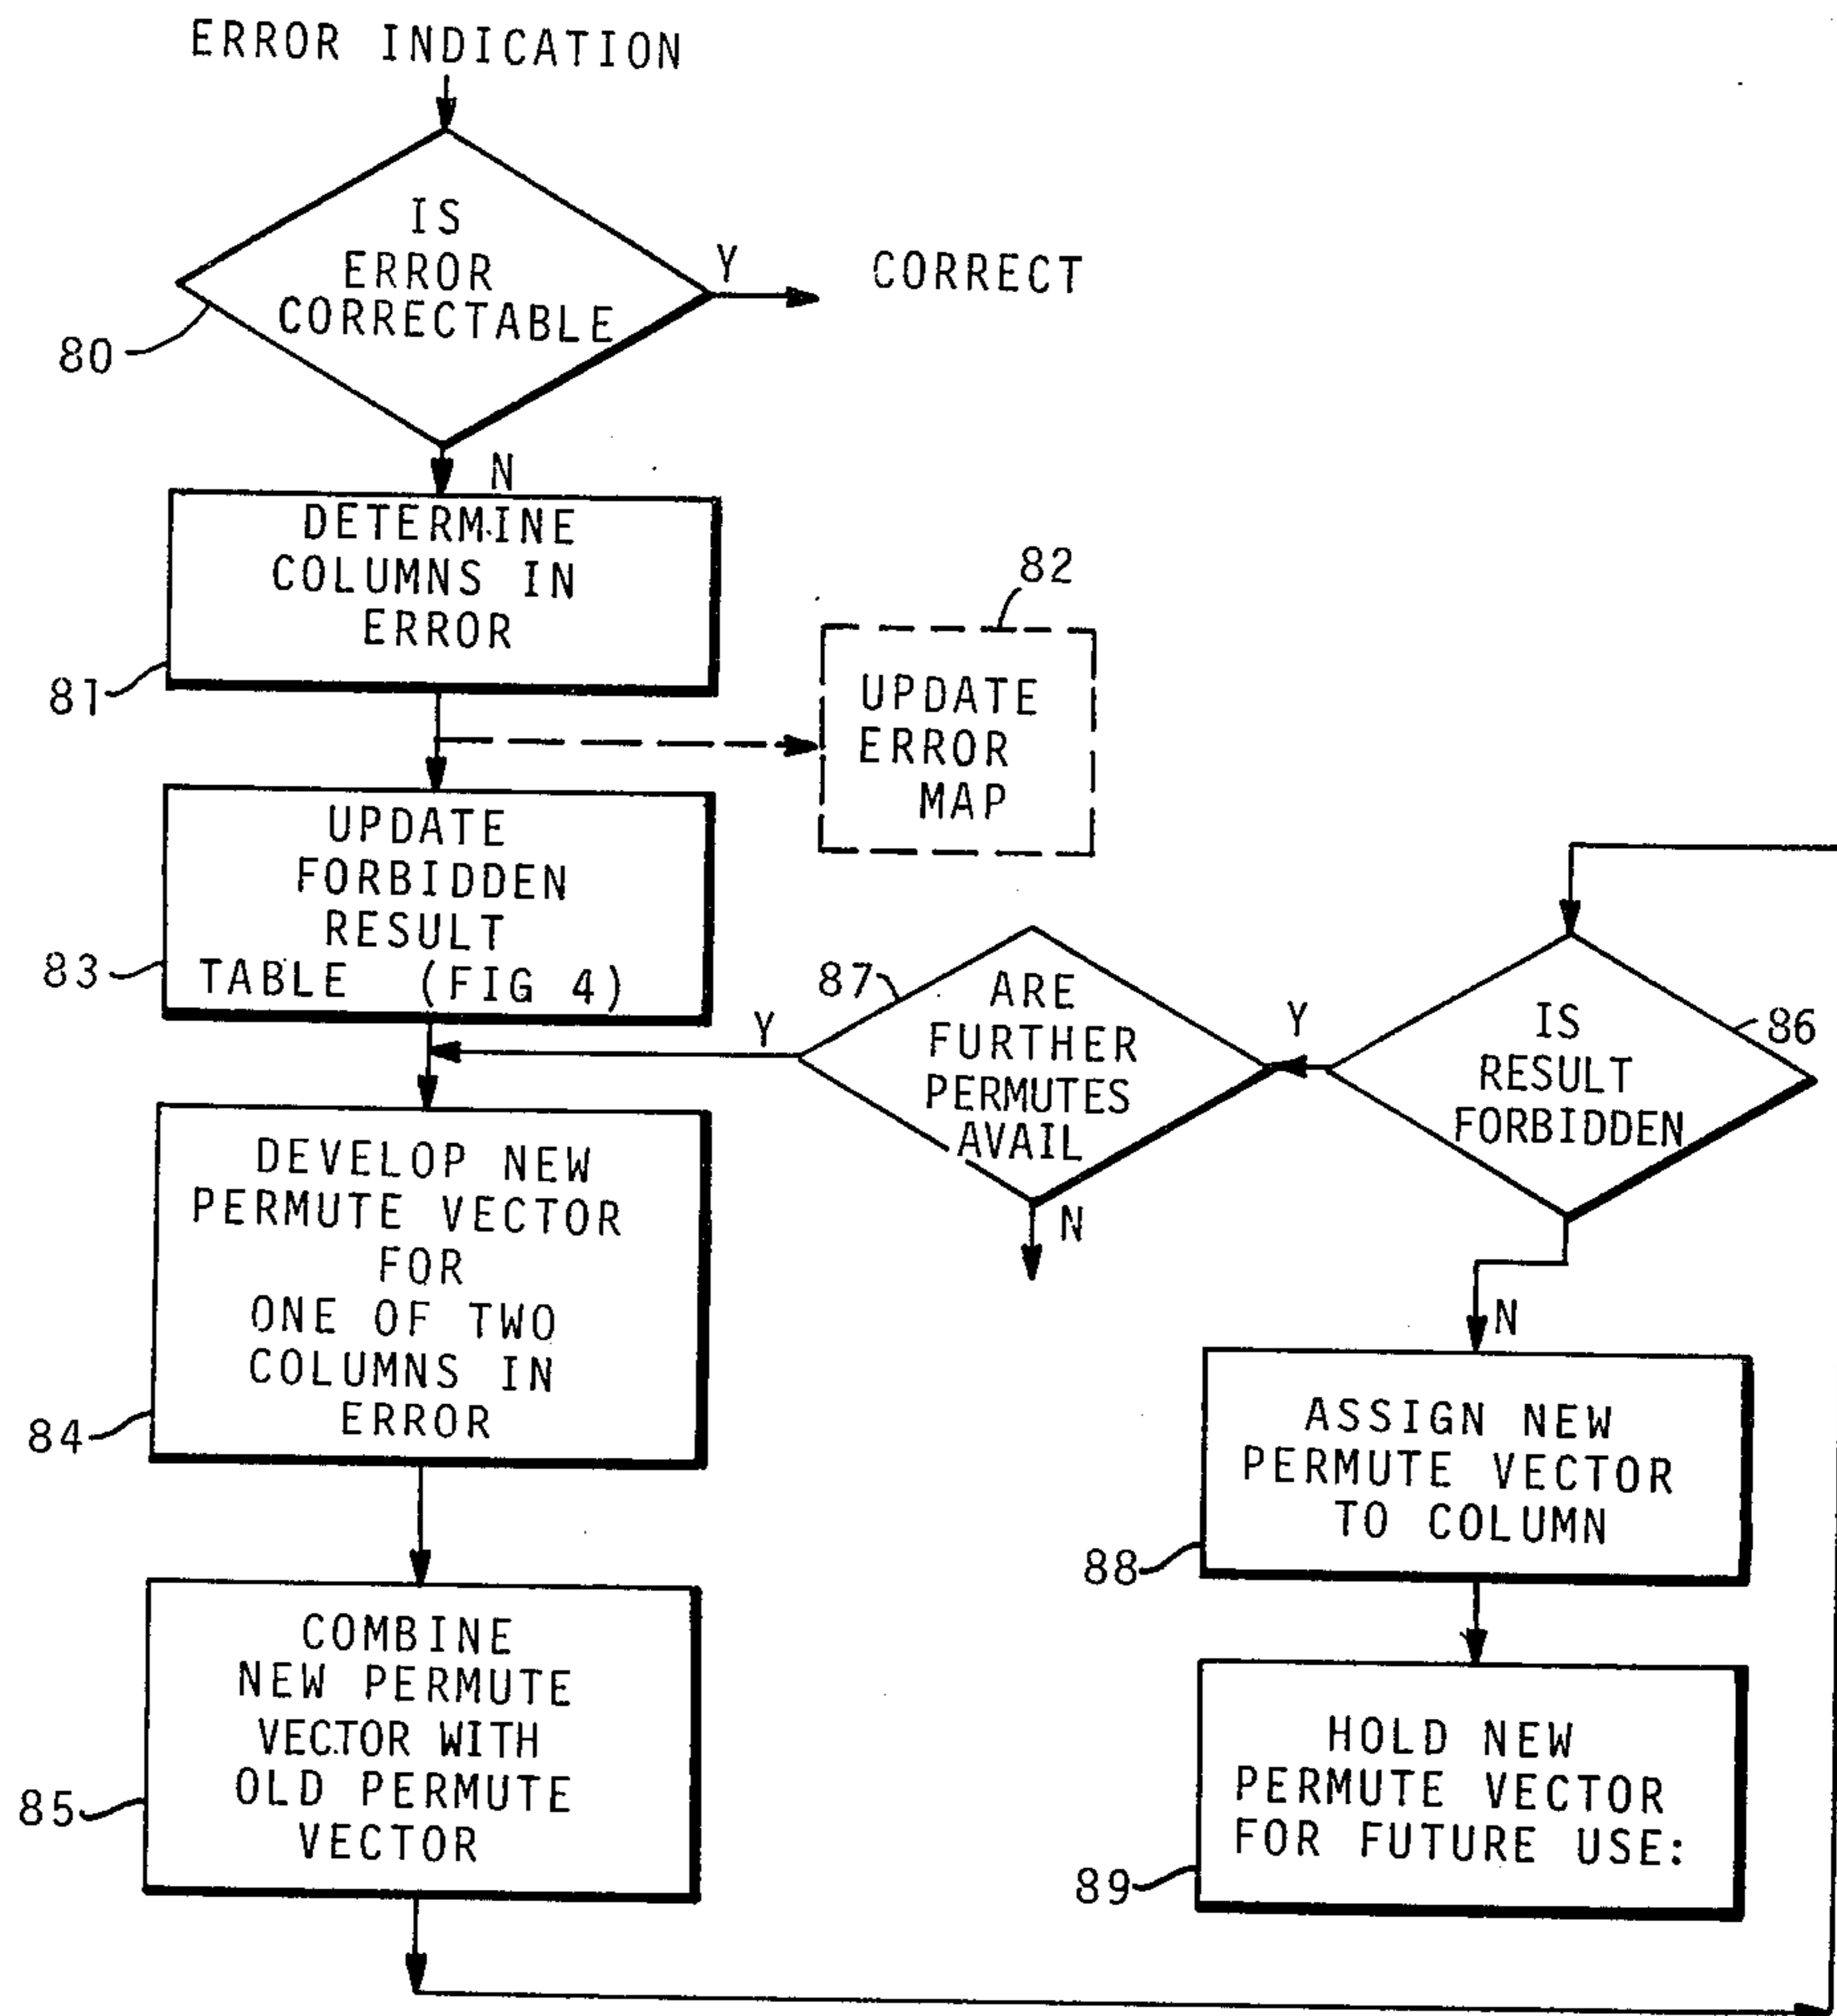 ERROR INDICATION
IS
ERROR
CORRECTABLE
80
Y
CORRECT
N
DETERMINE
COLUMNS IN
ERROR
81
82
UPDATE
ERROR
MAP
UPDATE
FORBIDDEN
RESULT
TABLE (FIG 4)
83
87
ARE
FURTHER
PERMUTES
AVAIL
Y
N
Y
IS
RESULT
FORBIDDEN
86
N
DEVELOP NEW
PERMUTE VECTOR
FOR
ONE OF TWO
COLUMNS IN
ERROR
84
COMBINE
NEW PERMUTE
VECTOR WITH
OLD PERMUTE
VECTOR
85
ASSIGN NEW
PERMUTE VECTOR
TO COLUMN
88
HOLD NEW
PERMUTE VECTOR
FOR FUTURE USE:
89